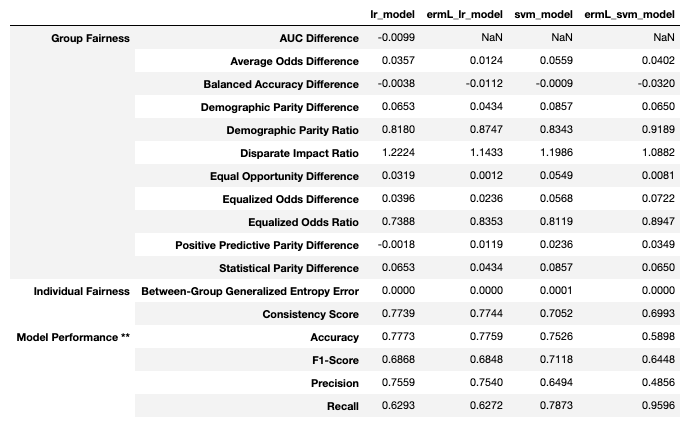 lr_model ermL_lr_model svm_model ermL_svm_model
Group Fairness AUC Difference -0.0099 NaN NaN NaN
Average Odds Difference 0.0357 0.0124 0.0559 0.0402
Balanced Accuracy Difference -0.0038 -0.0112 -0.0009 -0.0320
Demographic Parity Difference 0.0653 0.0434 0.0857 0.0650
Demographic Parity Ratio 0.8180 0.8747 0.8343 0.9189
Disparate Impact Ratio 1.2224 1.1433 1.1986 1.0882
Equal Opportunity Difference 0.0319 0.0012 0.0549 0.0081
Equalized Odds Difference 0.0396 0.0236 0.0568 0.0722
Equalized Odds Ratio 0.7388 0.8353 0.8119 0.8947
Positive Predictive Parity Difference -0.0018 0.0119 0.0236 0.0349
Statistical Parity Difference 0.0653 0.0434 0.0857 0.0650
Individual Fairness Between-Group Generalized Entropy Error 0.0000 0.0000 0.0001 0.0000
Consistency Score 0.7739 0.7744 0.7052 0.6993
Model Performance ** Accuracy 0.7773 0.7759 0.7526 0.5898
F1-Score 0.6868 0.6848 0.7118 0.6448
Precision 0.7559 0.7540 0.6494 0.4856
Recall 0.6293 0.6272 0.7873 0.9596